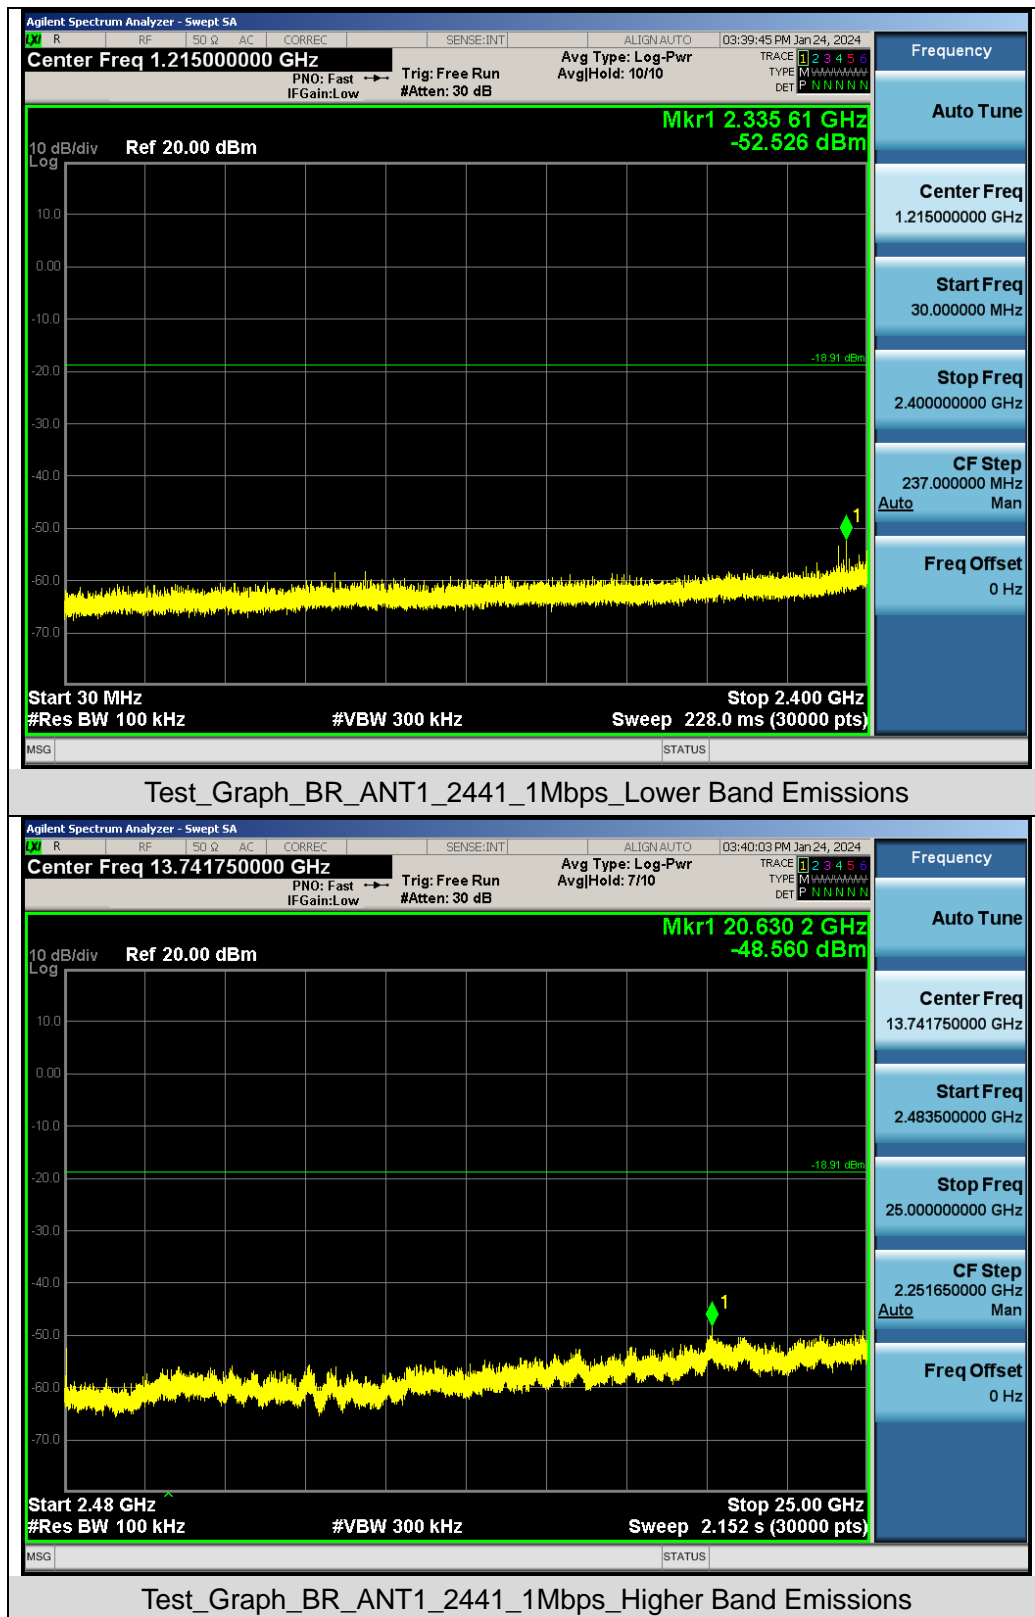 Agilent Spectrum Analyzer - Swept SA
LXI R RF 50 Ω AC CORREC SENSE:INT ALIGN AUTO 03:39:45 PM Jan 24, 2024
Center Freq 1.215000000 GHz
PNO: Fast
IFGain:Low
Trig: Free Run
#Atten: 30 dB
Avg Type: Log-Pwr
Avg|Hold: 10/10
TRACE 1 2 3 4 5 6
TYPE M
DET P N N N N N
Mkr1 2.335 61 GHz
-52.526 dBm
10 dB/div
Log
Ref 20.00 dBm
10.0
0.00
-10.0
-18.91 dBm
-20.0
-30.0
-40.0
-50.0
1
-60.0
-70.0
Start 30 MHz
Stop 2.400 GHz
#Res BW 100 kHz
#VBW 300 kHz
Sweep 228.0 ms (30000 pts)
MSG
STATUS
Frequency
Auto Tune
Center Freq
1.215000000 GHz
Start Freq
30.000000 MHz
Stop Freq
2.400000000 GHz
CF Step
237.000000 MHz
Auto Man
Freq Offset
0 Hz
Test_Graph_BR_ANT1_2441_1Mbps_Lower Band Emissions
Agilent Spectrum Analyzer - Swept SA
LXI R RF 50 Ω AC CORREC SENSE:INT ALIGN AUTO 03:40:03 PM Jan 24, 2024
Center Freq 13.741750000 GHz
PNO: Fast
IFGain:Low
Trig: Free Run
#Atten: 30 dB
Avg Type: Log-Pwr
Avg|Hold: 7/10
TRACE 1 2 3 4 5 6
TYPE M
DET P N N N N N
Mkr1 20.630 2 GHz
-48.560 dBm
10 dB/div
Log
Ref 20.00 dBm
10.0
0.00
-10.0
-18.91 dBm
-20.0
-30.0
-40.0
1
-50.0
-60.0
-70.0
Start 2.48 GHz
Stop 25.00 GHz
#Res BW 100 kHz
#VBW 300 kHz
Sweep 2.152 s (30000 pts)
MSG
STATUS
Frequency
Auto Tune
Center Freq
13.741750000 GHz
Start Freq
2.483500000 GHz
Stop Freq
25.000000000 GHz
CF Step
2.251650000 GHz
Auto Man
Freq Offset
0 Hz
Test_Graph_BR_ANT1_2441_1Mbps_Higher Band Emissions